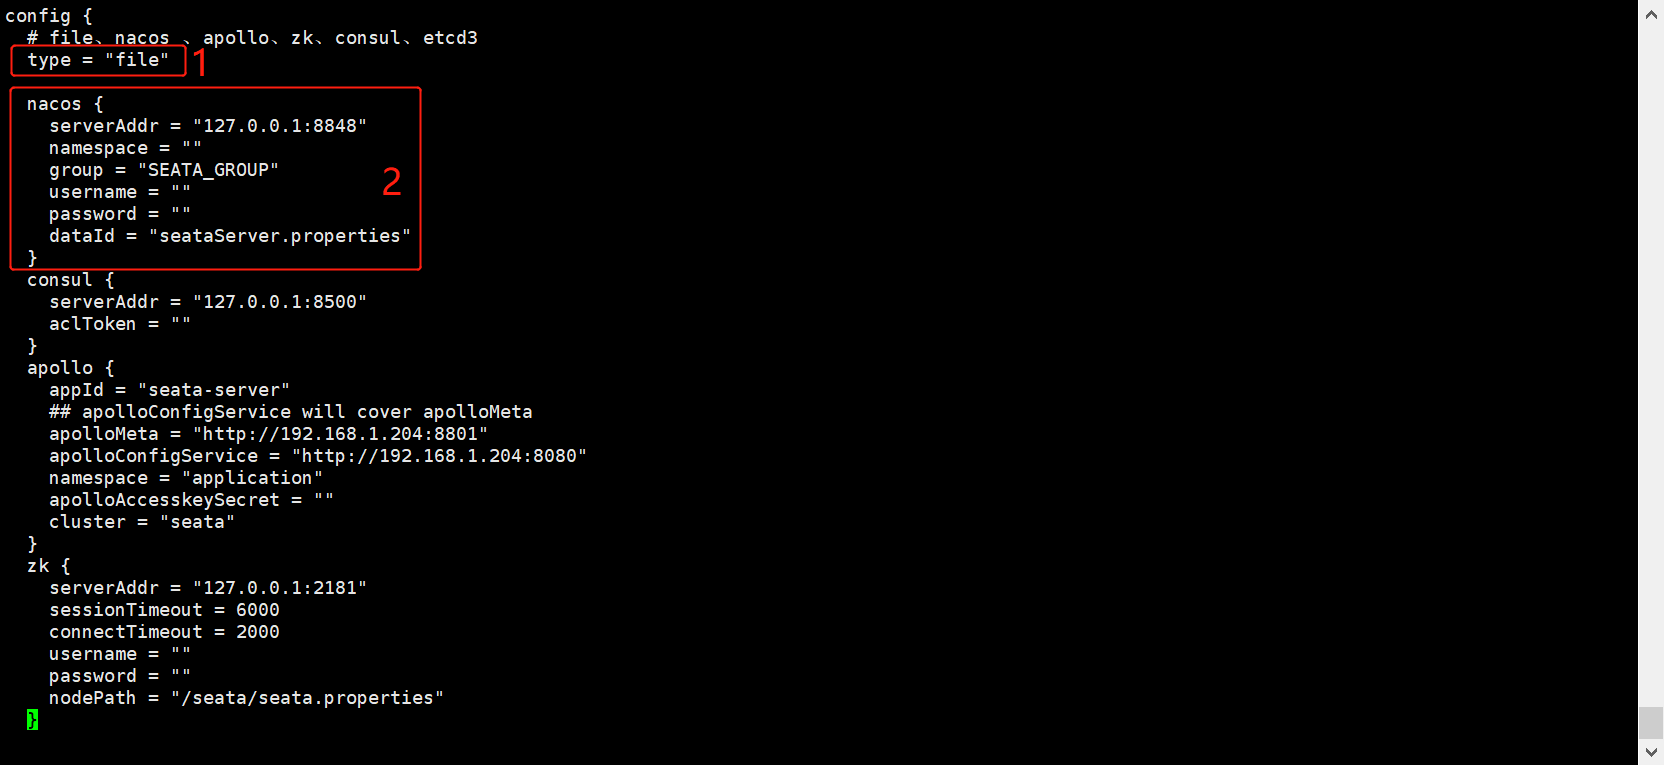 config {
# file、nacos 、apollo、zk、consul、etcd3
type = "file"
1
nacos {
serverAddr = "127.0.0.1:8848"
namespace = ""
group = "SEATA_GROUP"
2
username = ""
password = ""
dataId = "seataServer.properties"
}
consul {
serverAddr = "127.0.0.1:8500"
aclToken = ""
}
apollo {
appId = "seata-server"
## apolloConfigService will cover apolloMeta
apolloMeta = "http://192.168.1.204:8801"
apolloConfigService = "http://192.168.1.204:8080"
namespace = "application"
apolloAccesskeySecret = ""
cluster = "seata"
}
zk {
serverAddr = "127.0.0.1:2181"
sessionTimeout = 6000
connectTimeout = 2000
username = ""
password = ""
nodePath = "/seata/seata.properties"
}